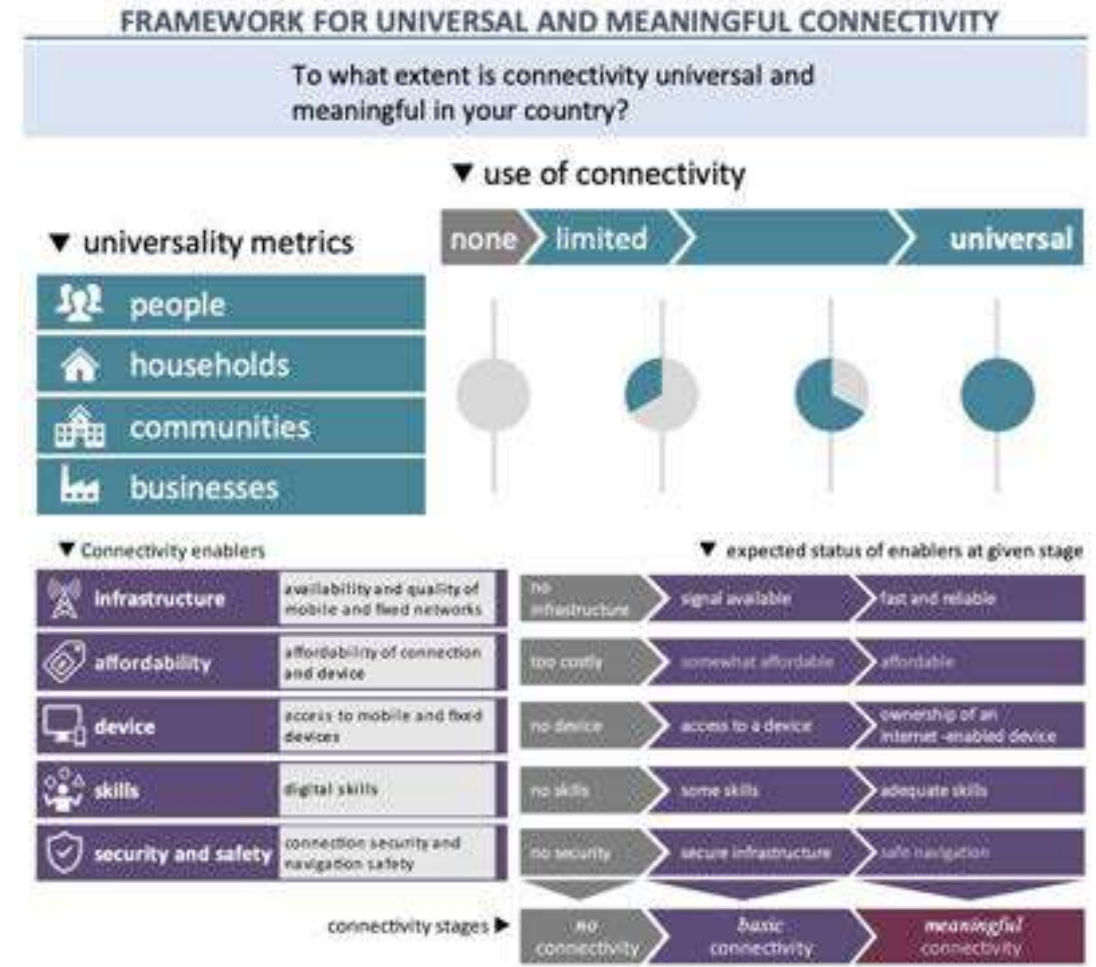 FRAMEWORK FOR UNIVERSAL AND MEANINGFUL CONNECTIVITY
To what extent is connectivity universal and
meaningful in your country?
▼ use of connectivity
none
limited
universal
▼ universality metrics
people
households
communities
businesses
▼ Connectivity enablers
▼ expected status of enablers at given stage
infrastructure
availability and quality of
mobile and fixed networks
no
infrastructure
signal available
fast and reliable
affordability
affordability of connection
and device
too costly
somewhat affordable
affordable
device
access to mobile and fixed
devices
no device
access to a device
ownership of an
internet -enabled device
skills
digital skills
no skills
some skills
adequate skills
security and safety
connection security and
navigation safety
no security
secure infrastructure
safe navigation
connectivity stages ►
no
connectivity
basic
connectivity
meaningful
connectivity